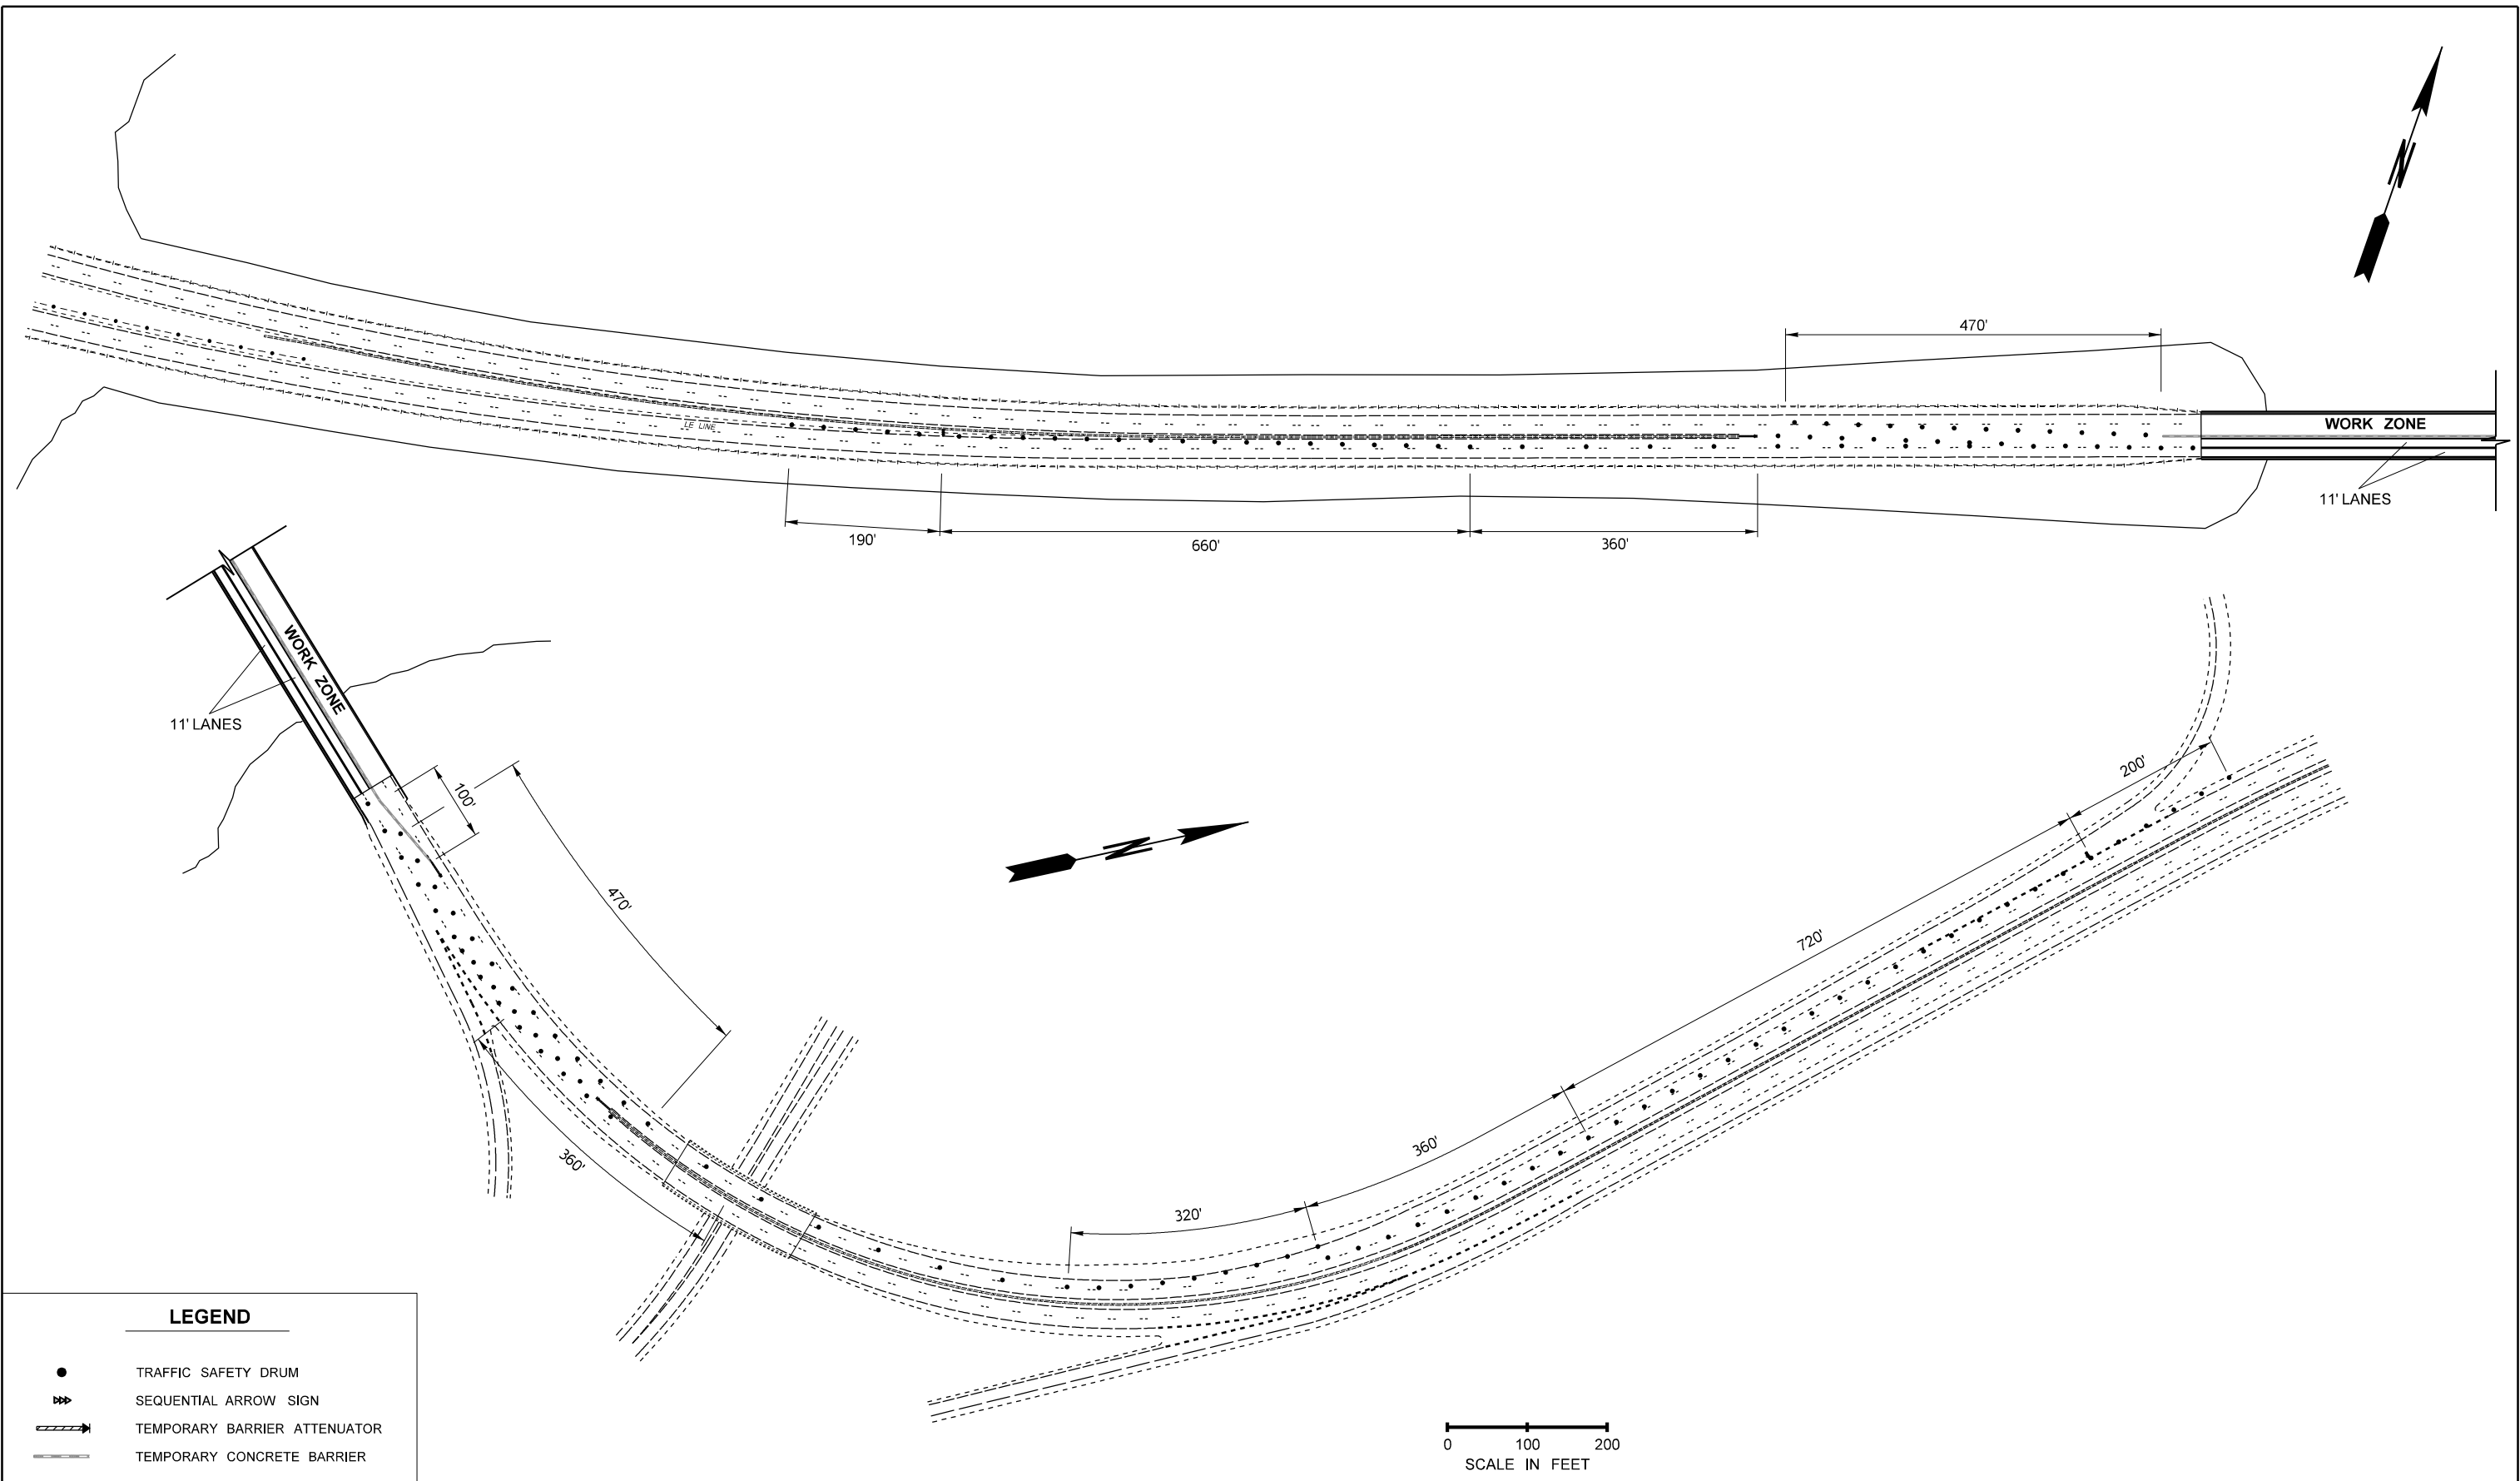 470'
WORK ZONE
LE LINE
11' LANES
190'
660'
360'
WORK ZONE
11' LANES
100'
470'
200'
720'
360'
360'
320'
LEGEND
TRAFFIC SAFETY DRUM
SEQUENTIAL ARROW SIGN
TEMPORARY BARRIER ATTENUATOR
TEMPORARY CONCRETE BARRIER
0 100 200
SCALE IN FEET
N
N